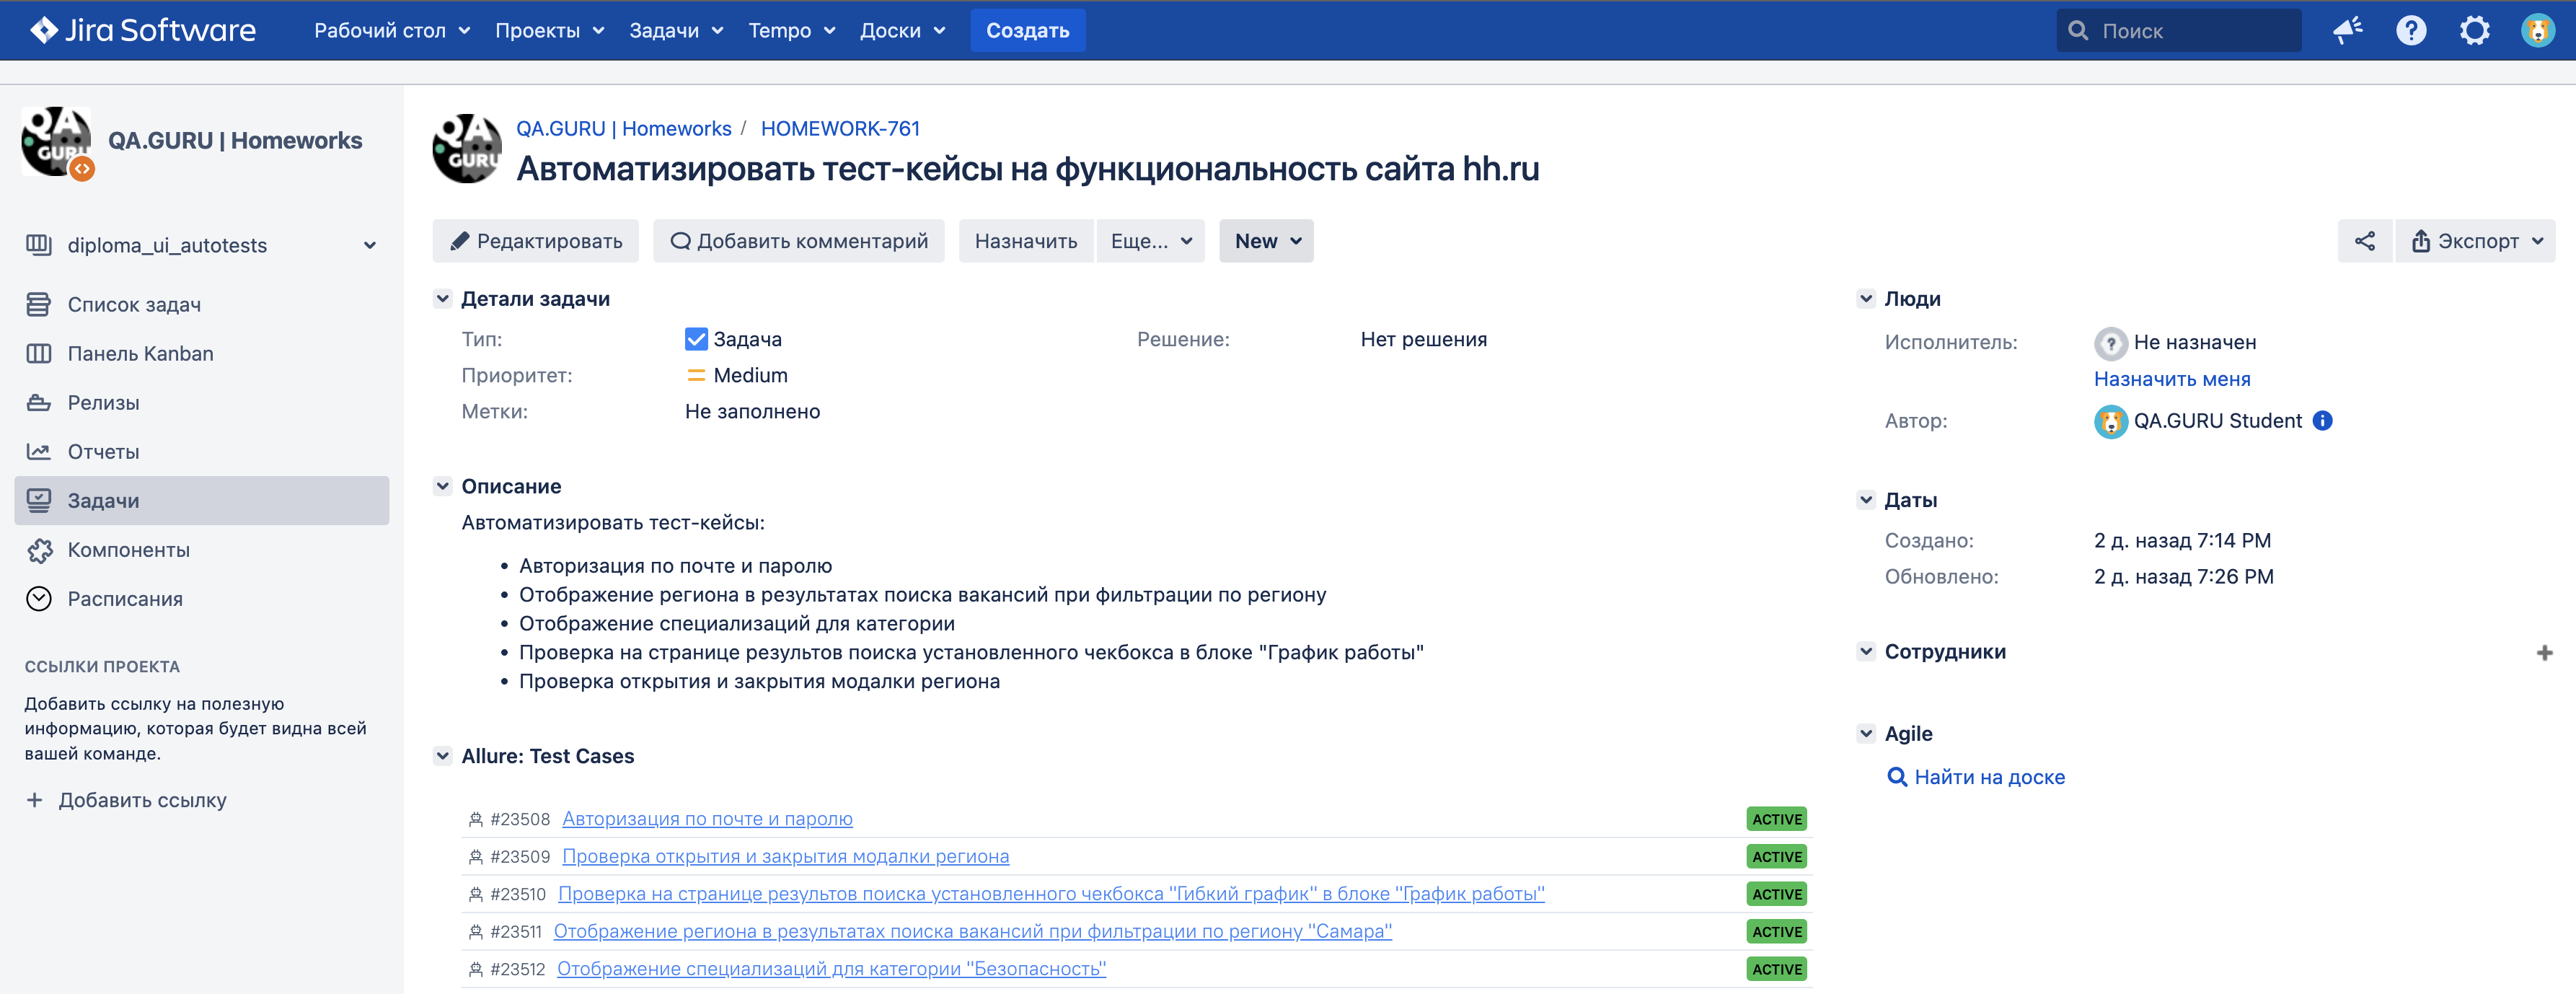 Jira Software Рабочий стол Проекты Задачи Tempo Доски Создать Поиск
QA GURU
QA.GURU | Homeworks
diploma_ui_autotests
Список задач
Панель Kanban
Релизы
Отчеты
Задачи
Компоненты
Расписания
ССЫЛКИ ПРОЕКТА
Добавить ссылку на полезную
информацию, которая будет видна всей
вашей команде.
+ Добавить ссылку
QA GURU
QA.GURU | Homeworks / HOMEWORK-761
Автоматизировать тест-кейсы на функциональность сайта hh.ru
Редактировать Добавить комментарий Назначить Еще... New Экспорт
Детали задачи
Тип: Задача Решение: Нет решения
Приоритет: Medium
Метки: Не заполнено
Описание
Автоматизировать тест-кейсы:
• Авторизация по почте и паролю
• Отображение региона в результатах поиска вакансий при фильтрации по региону
• Отображение специализаций для категории
• Проверка на странице результов поиска установленного чекбокса в блоке "График работы"
• Проверка открытия и закрытия модалки региона
Allure: Test Cases
#23508 Авторизация по почте и паролю ACTIVE
#23509 Проверка открытия и закрытия модалки региона ACTIVE
#23510 Проверка на странице результов поиска установленного чекбокса "Гибкий график" в блоке "График работы" ACTIVE
#23511 Отображение региона в результатах поиска вакансий при фильтрации по региону "Самара" ACTIVE
#23512 Отображение специализаций для категории "Безопасность" ACTIVE
Люди
Исполнитель: Не назначен
Назначить меня
Автор: QA.GURU Student
Даты
Создано: 2 д. назад 7:14 PM
Обновлено: 2 д. назад 7:26 PM
Сотрудники
Agile
Найти на доске